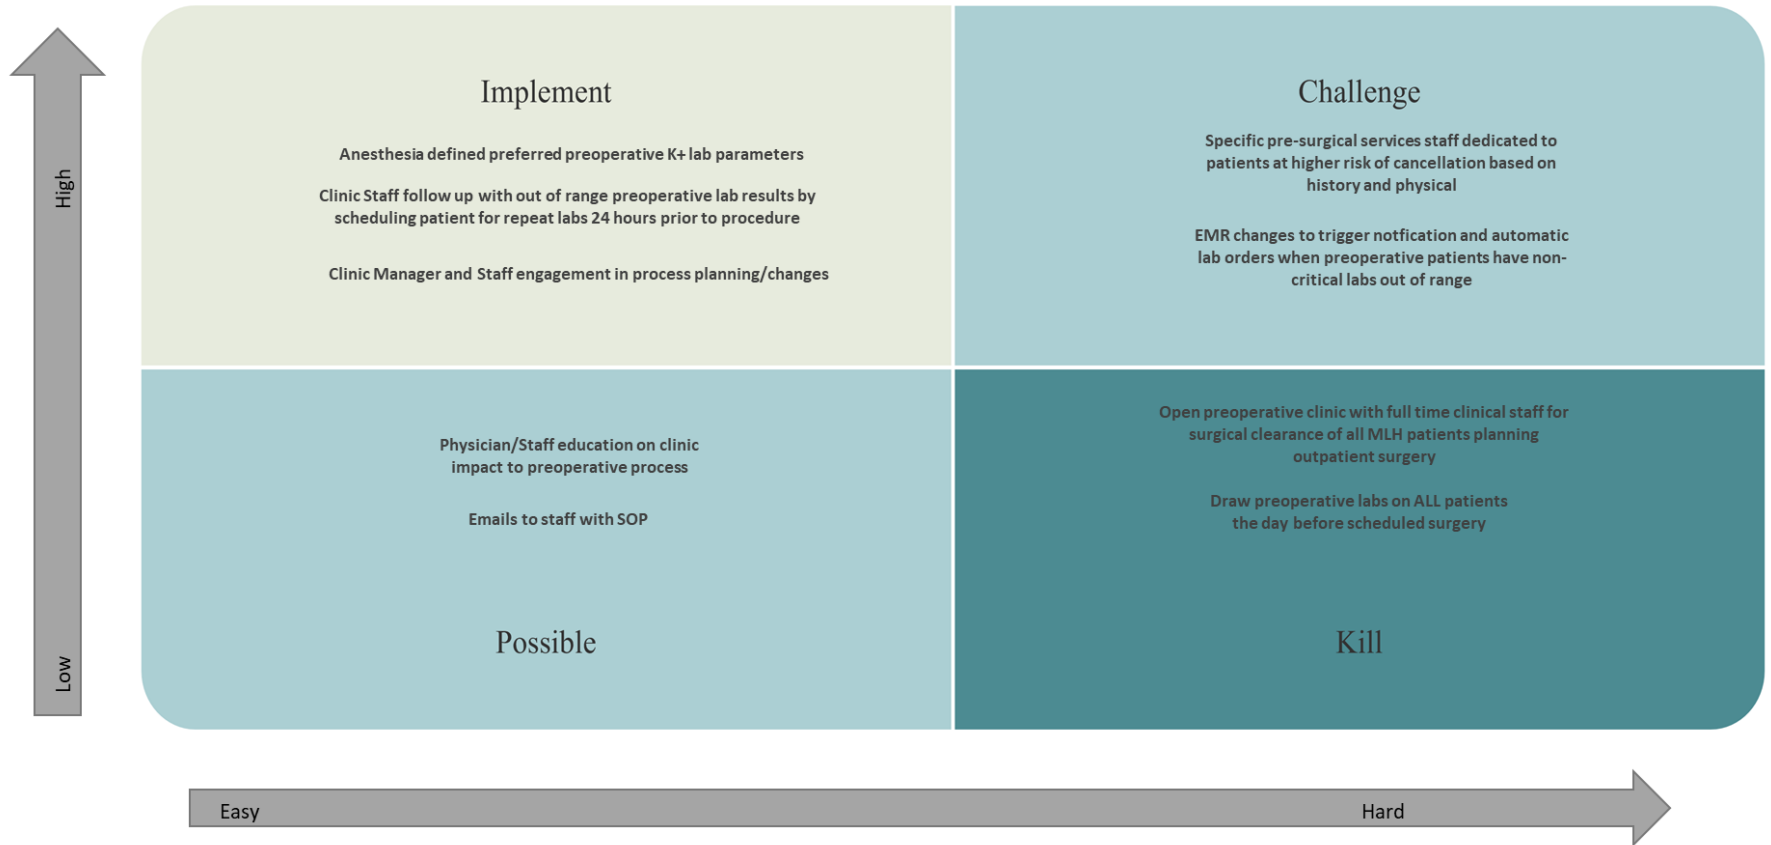 High
Low
Implement
Anesthesia defined preferred preoperative K+ lab parameters
Clinic Staff follow up with out of range preoperative lab results by
scheduling patient for repeat labs 24 hours prior to procedure
Clinic Manager and Staff engagement in process planning/changes
Challenge
Specific pre-surgical services staff dedicated to
patients at higher risk of cancellation based on
history and physical
EMR changes to trigger notfication and automatic
lab orders when preoperative patients have non-
critical labs out of range
Physician/Staff education on clinic
impact to preoperative process
Emails to staff with SOP
Possible
Open preoperative clinic with full time clinical staff for
surgical clearance of all MLH patients planning
outpatient surgery
Draw preoperative labs on ALL patients
the day before scheduled surgery
Kill
Easy
Hard